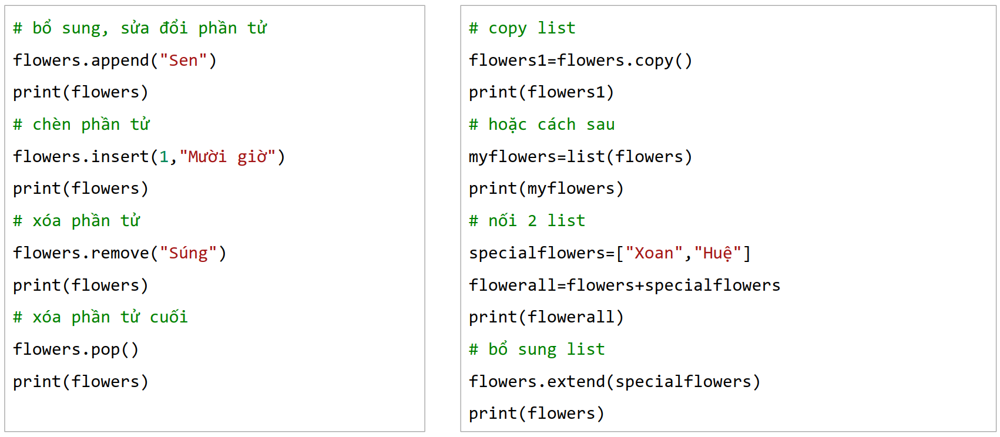 # bổ sung, sửa đổi phần tử
flowers.append("Sen")
print(flowers)
# chèn phần tử
flowers.insert(1,"Mười giờ")
print(flowers)
# xóa phần tử
flowers.remove("Súng")
print(flowers)
# xóa phần tử cuối
flowers.pop()
print(flowers)
# copy list
flowers1=flowers.copy()
print(flowers1)
# hoặc cách sau
myflowers=list(flowers)
print(myflowers)
# nối 2 list
specialflowers=["Xoan","Huệ"]
flowerall=flowers+specialflowers
print(flowerall)
# bổ sung list
flowers.extend(specialflowers)
print(flowers)